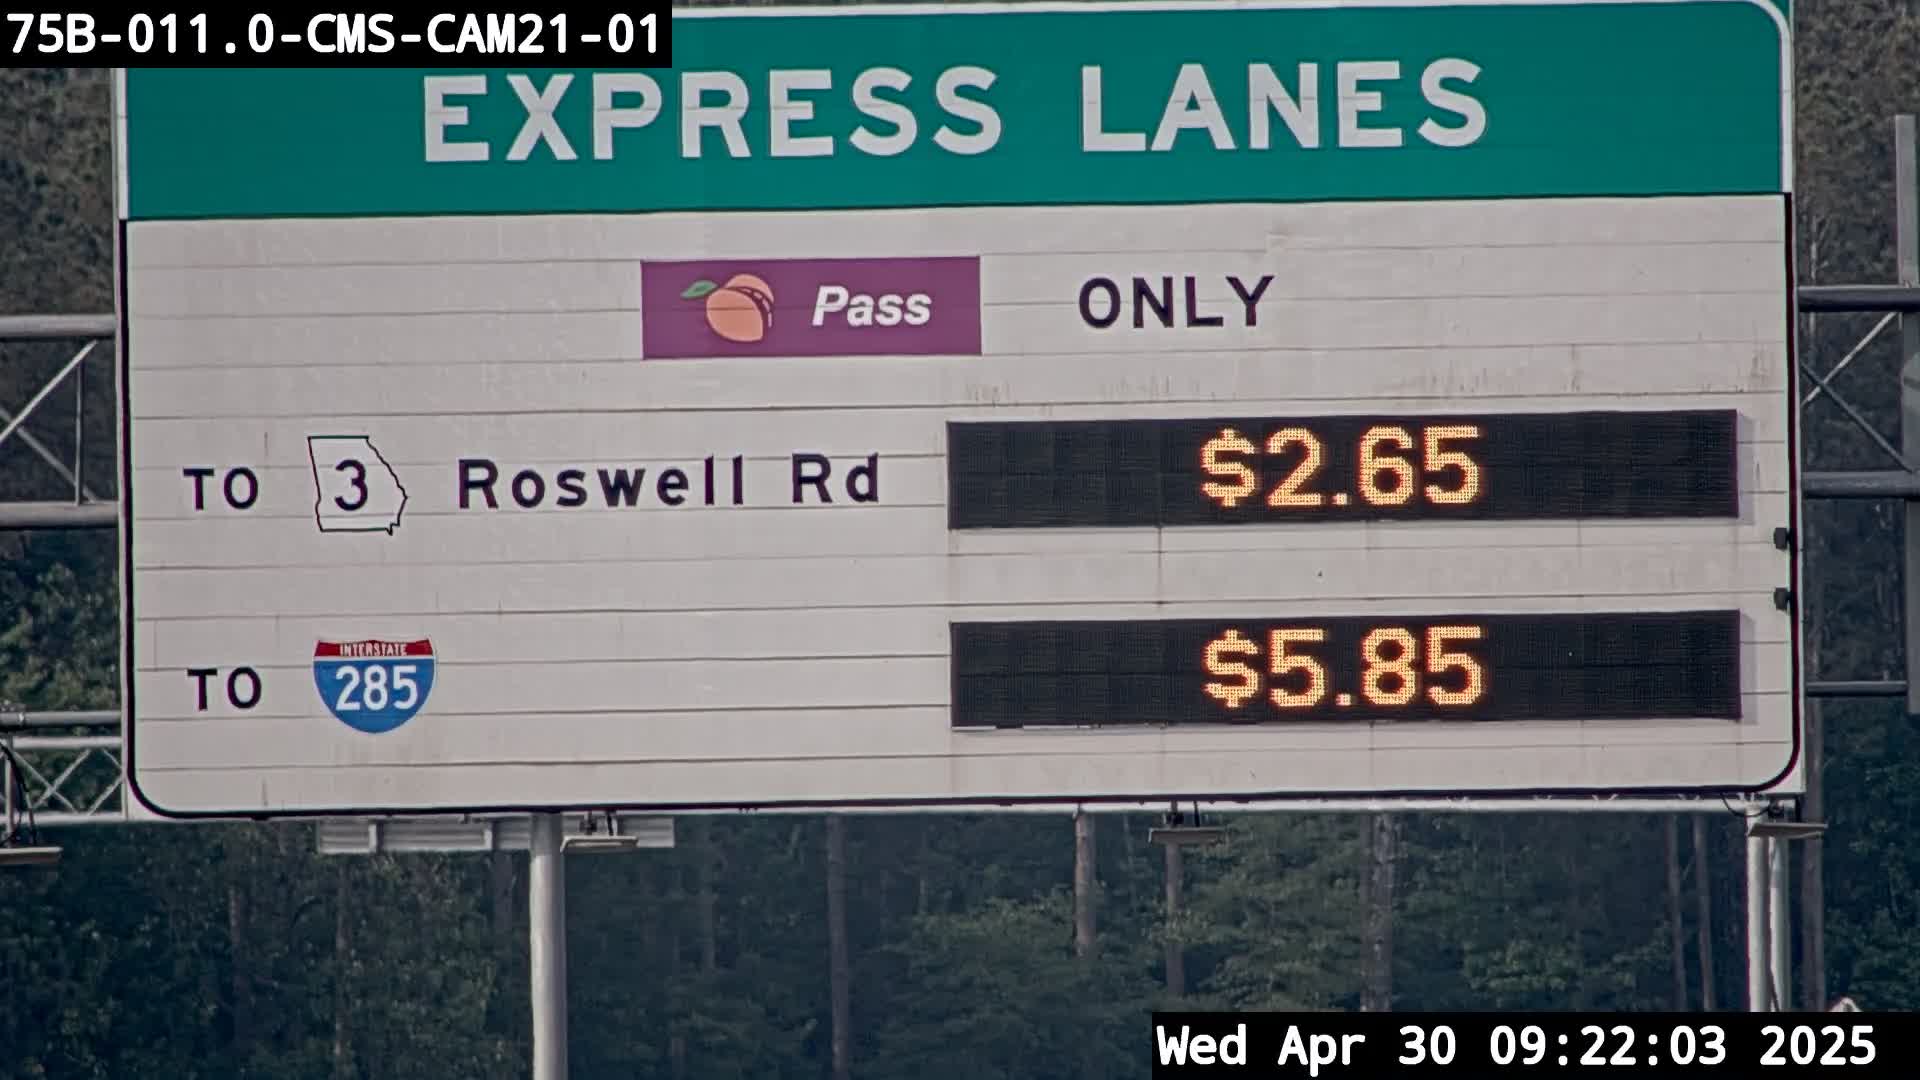 75B-011.0-CMS-CAM21-01
EXPRESS LANES
Pass ONLY
TO 3 Roswell Rd $2.65
INTERSTATE
TO 285 $5.85
Wed Apr 30 09:22:03 2025